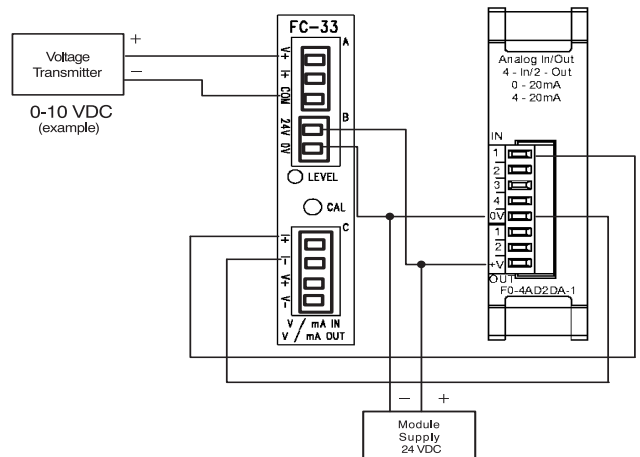 Voltage
Transmitter
+
−
0-10 VDC
(example)
FC-33
A
V+
I+
COM
B
24V
0V
LEVEL
CAL
C
I+
I−
V+
V−
V / mA IN
V / mA OUT
Analog In/Out
4 - In/2 - Out
0 - 20mA
4 - 20mA
IN
1
2
3
4
0V
1
2
+V
OUT
F0-4AD2DA-1
− +
Module
Supply
24 VDC